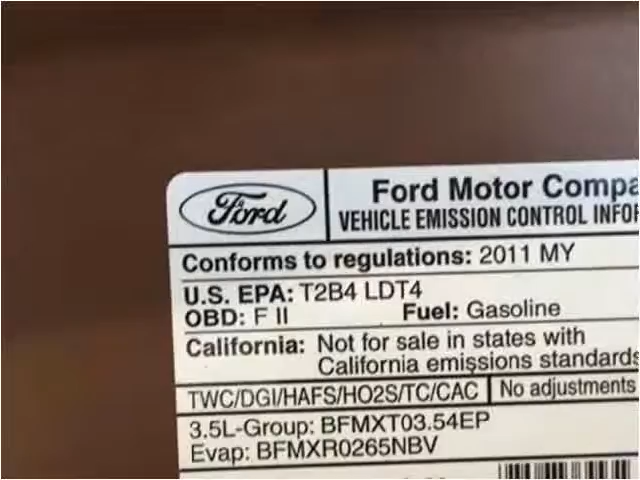 Ford
Ford Motor Compa
VEHICLE EMISSION CONTROL INFOR
Conforms to regulations: 2011 MY
U.S. EPA: T2B4 LDT4
OBD: F II Fuel: Gasoline
California: Not for sale in states with
California emissions standards
TWC/DGI/HAFS/HO2S/TC/CAC No adjustments
3.5L-Group: BFMXT03.54EP
Evap: BFMXR0265NBV